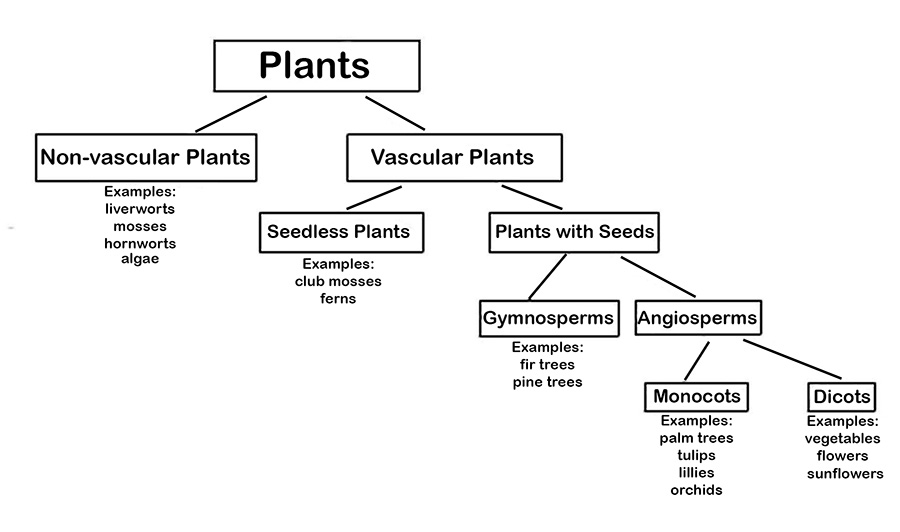 Plants
Non-vascular Plants
Examples:
liverworts
mosses
hornworts
algae
Vascular Plants
Seedless Plants
Examples:
club mosses
ferns
Plants with Seeds
Gymnosperms
Examples:
fir trees
pine trees
Angiosperms
Monocots
Examples:
palm trees
tulips
lillies
orchids
Dicots
Examples:
vegetables
flowers
sunflowers